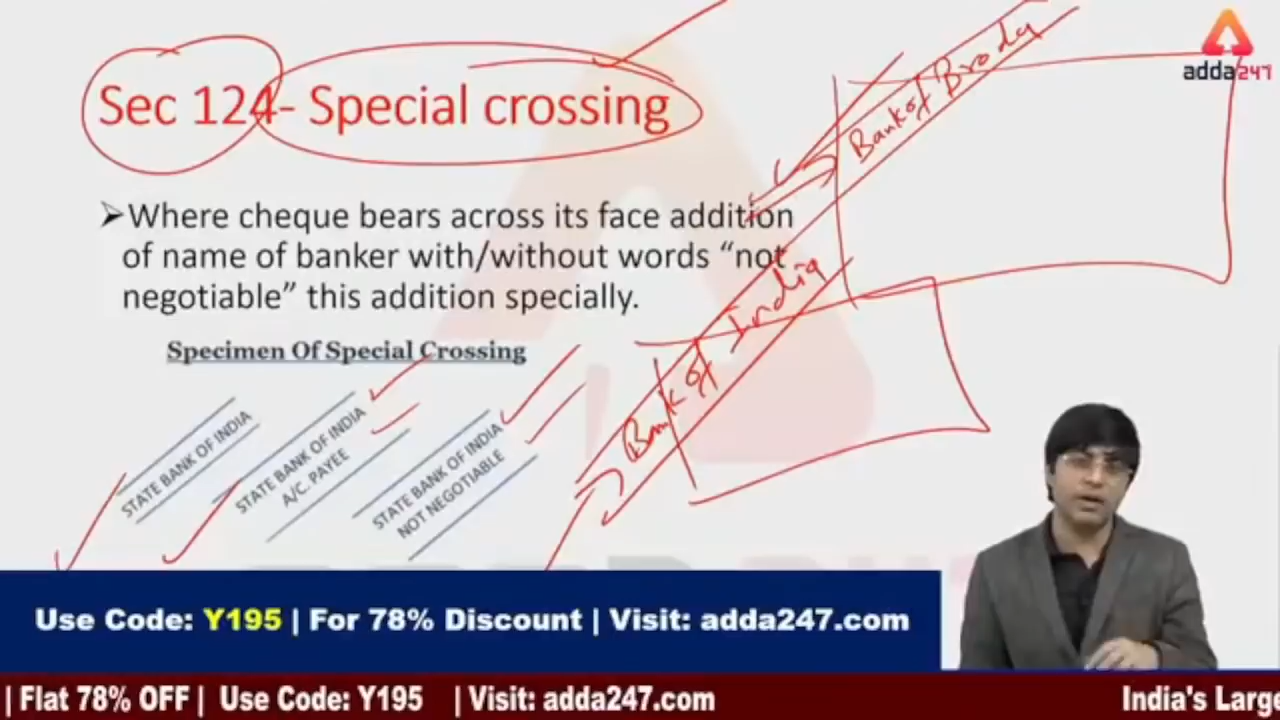 adda247
Sec 124- Special crossing
Bank of Broda
➤Where cheque bears across its face addition
of name of banker with/without words “not
negotiable” this addition specially.
Bank of India
Specimen Of Special Crossing
STATE BANK OF INDIA
STATE BANK OF INDIA
A/C. PAYEE
STATE BANK OF INDIA
NOT NEGOTIABLE
Use Code: Y195 | For 78% Discount | Visit: adda247.com
| Flat 78% OFF | Use Code: Y195 | Visit: adda247.com
India's Large